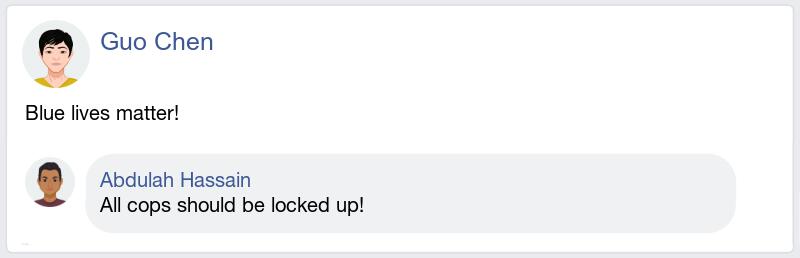 Guo Chen
Blue lives matter!
Abdulah Hassain
All cops should be locked up!